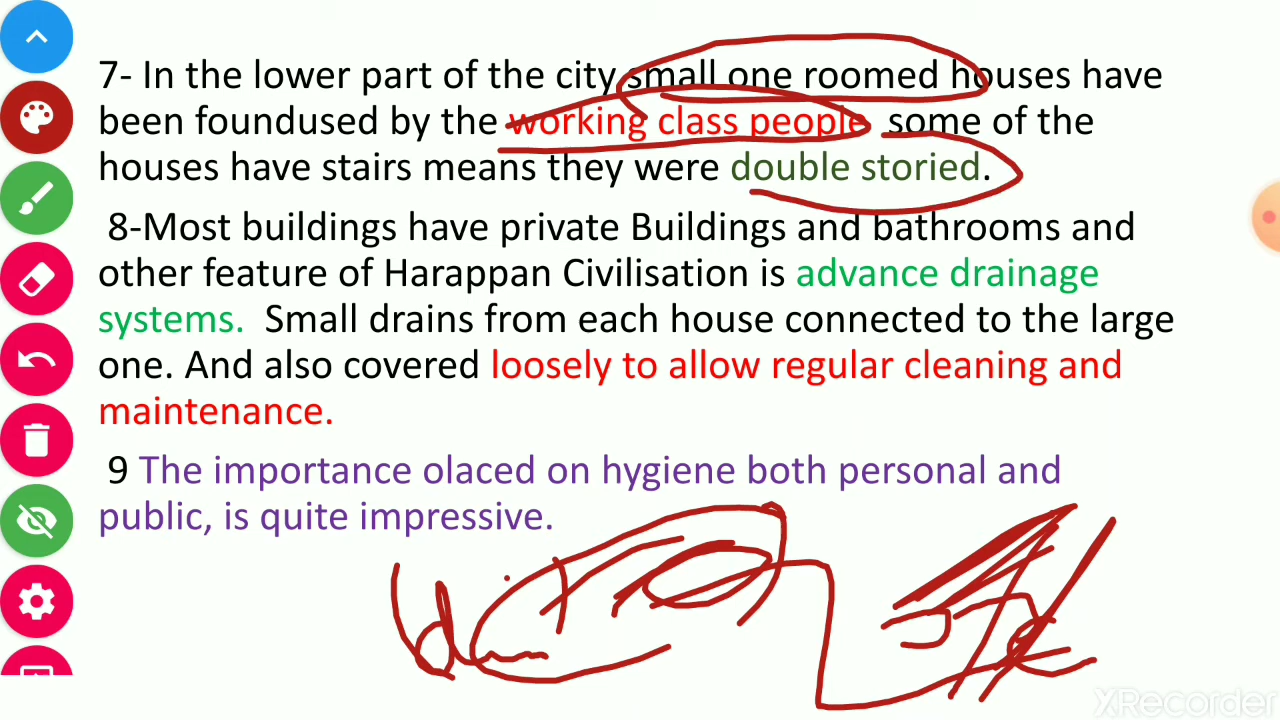 7- In the lower part of the city small one roomed houses have
been foundused by the working class people some of the
houses have stairs means they were double storied.
8-Most buildings have private Buildings and bathrooms and
other feature of Harappan Civilisation is advance drainage
systems. Small drains from each house connected to the large
one. And also covered loosely to allow regular cleaning and
maintenance.
9 The importance olaced on hygiene both personal and
public, is quite impressive.
XRecorder